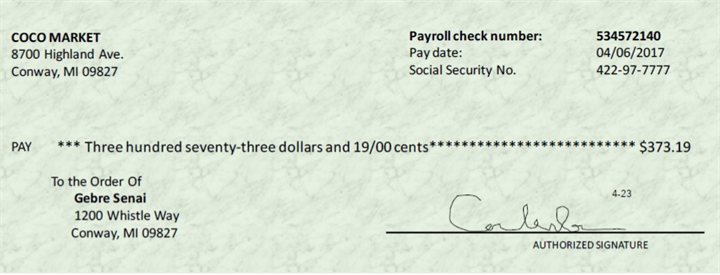 COCO MARKET
8700 Highland Ave.
Conway, MI 09827
Payroll check number: 534572140
Pay date: 04/06/2017
Social Security No. 422-97-7777
PAY *** Three hundred seventy-three dollars and 19/00 cents************************** $373.19
To the Order Of
Gebre Senai
1200 Whistle Way
Conway, MI 09827
4-23
AUTHORIZED SIGNATURE